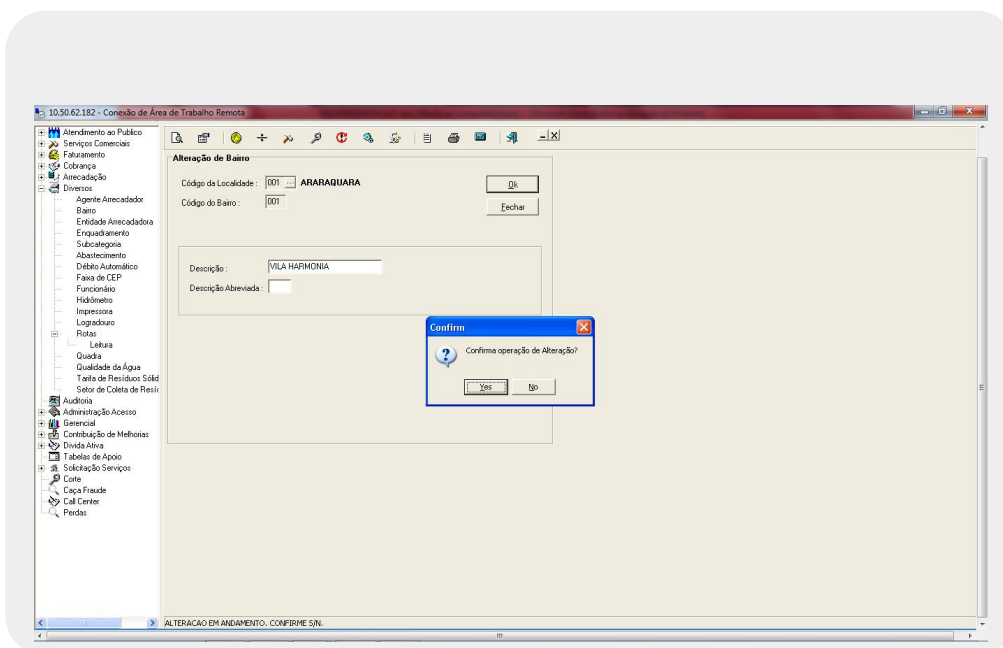 10.50.62.182 - Conexão de Área de Trabalho Remota
Atendimento ao Publico
Serviços Comerciais
Faturamento
Cobrança
Arrecadação
Diversos
Agente Arrecadador
Bairro
Entidade Arrecadadora
Enquadramento
Subcategoria
Abastecimento
Débito Automático
Faixa de CEP
Funcionário
Hidrômetro
Impressora
Logradouro
Rotas
Leitura
Quadra
Qualidade da Água
Tarifa de Resíduos Sólid
Setor de Coleta de Resíc
Auditoria
Administração Acesso
Gerencial
Contribuição de Melhorias
Divida Ativa
Tabelas de Apoio
Solicitação Serviços
Corte
Caça Fraude
Call Center
Perdas
Alteração de Bairro
Código da Localidade : 001 ... ARARAQUARA
Ok
Código do Bairro : 001
Fechar
Descrição : VILA HARMONIA
Descrição Abreviada :
Confirm
Confirma operação de Alteração?
Yes No
ALTERACAO EM ANDAMENTO. CONFIRME S/N.